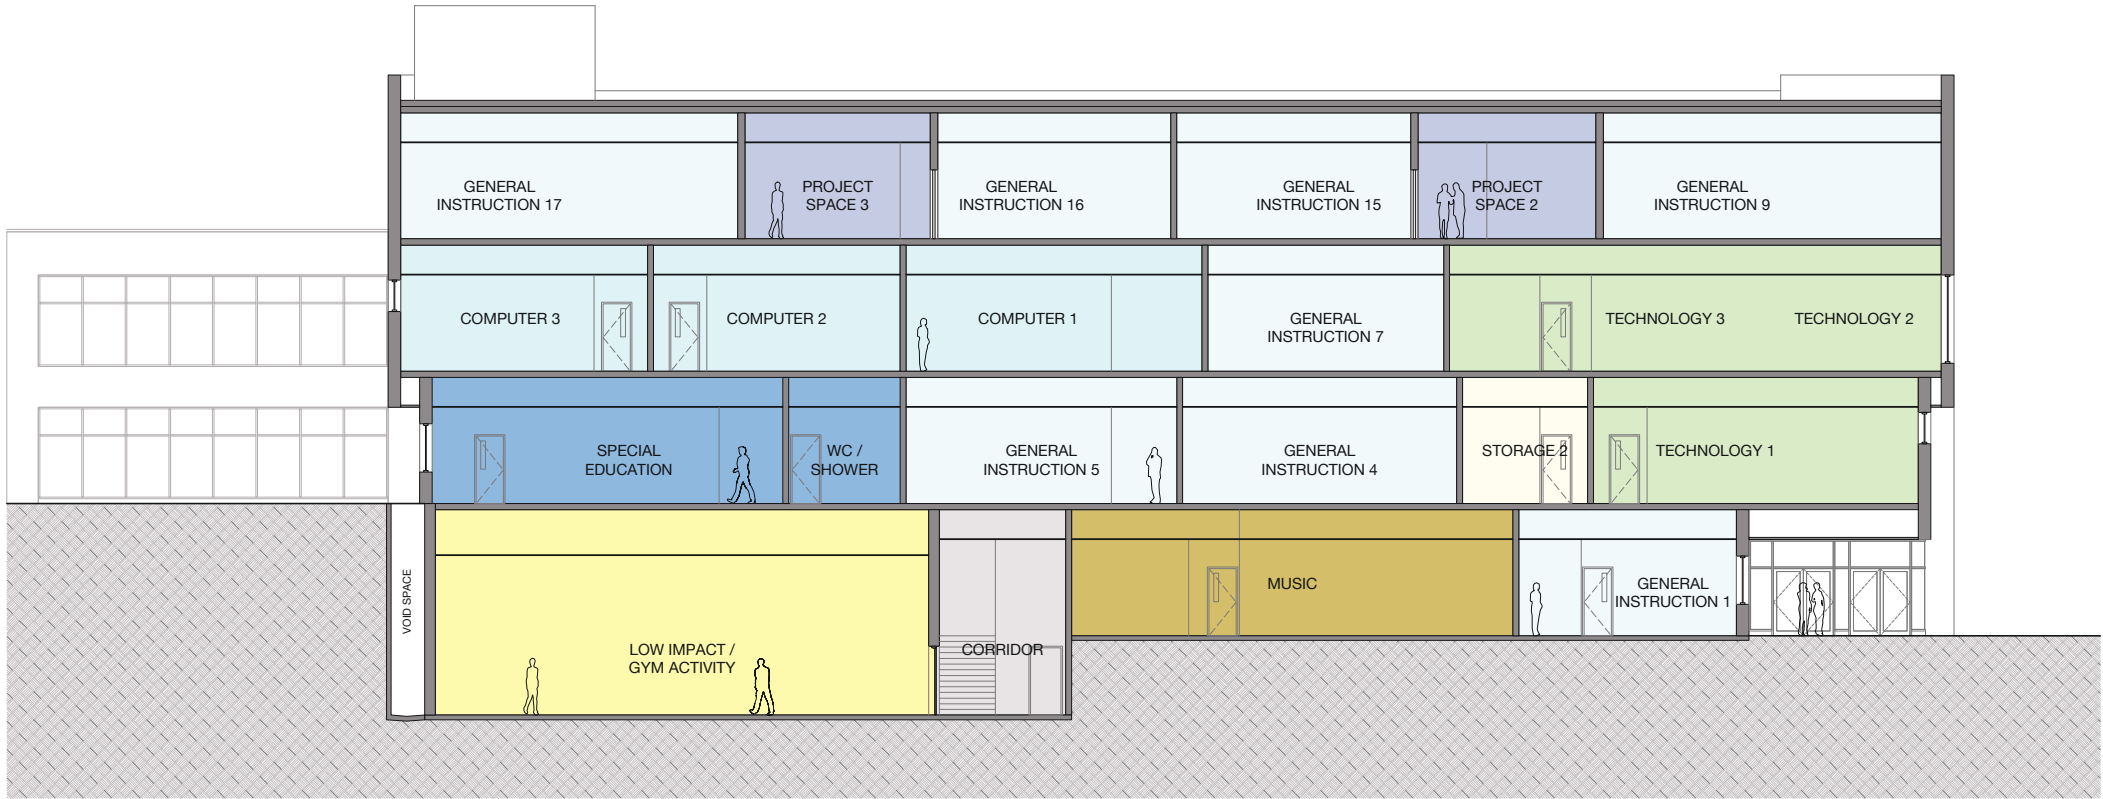 GENERAL
INSTRUCTION 17
PROJECT
SPACE 3
GENERAL
INSTRUCTION 16
GENERAL
INSTRUCTION 15
PROJECT
SPACE 2
GENERAL
INSTRUCTION 9
COMPUTER 3
COMPUTER 2
COMPUTER 1
GENERAL
INSTRUCTION 7
TECHNOLOGY 3
TECHNOLOGY 2
SPECIAL
EDUCATION
WC /
SHOWER
GENERAL
INSTRUCTION 5
GENERAL
INSTRUCTION 4
STORAGE 2
TECHNOLOGY 1
VOID SPACE
LOW IMPACT /
GYM ACTIVITY
CORRIDOR
MUSIC
GENERAL
INSTRUCTION 1